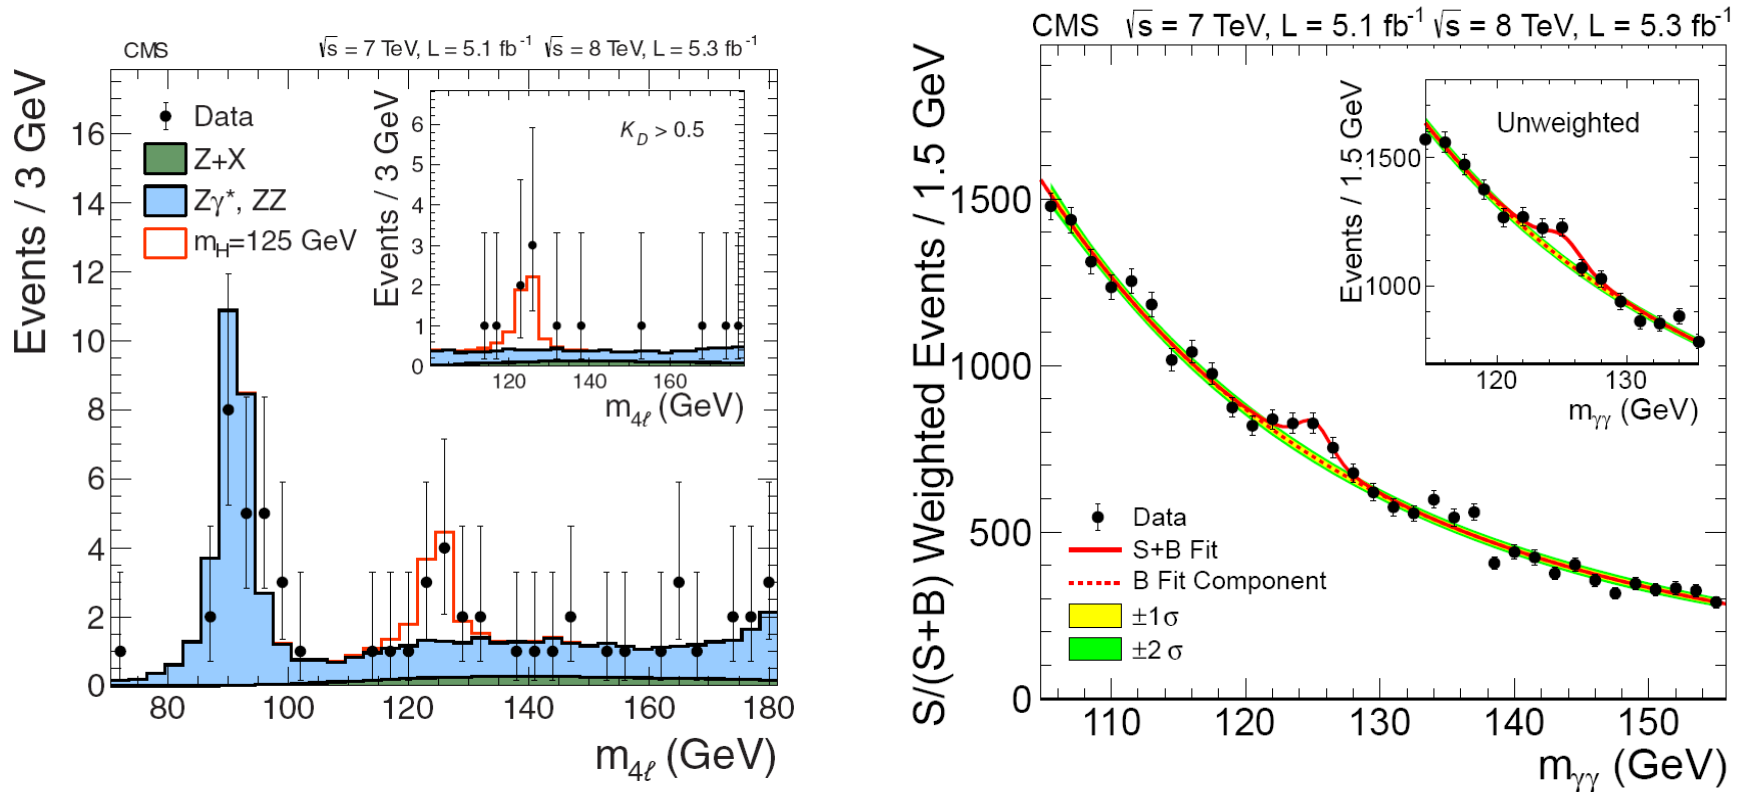 CMS √s = 7 TeV, L = 5.1 fb⁻¹ √s = 8 TeV, L = 5.3 fb⁻¹
Events / 3 GeV
16
14
12
10
8
6
4
2
0
Data
Z+X
Zγ*, ZZ
m_H=125 GeV
80 100 120 140 160 180
m_4ℓ (GeV)
Events / 3 GeV
K_D > 0.5
6
5
4
3
2
1
0
120 140 160
m_4ℓ (GeV)
CMS √s = 7 TeV, L = 5.1 fb⁻¹ √s = 8 TeV, L = 5.3 fb⁻¹
S/(S+B) Weighted Events / 1.5 GeV
1500
1000
500
0
Data
S+B Fit
B Fit Component
±1σ
±2 σ
110 120 130 140 150
m_γγ (GeV)
Events / 1.5 GeV
Unweighted
1500
1000
120 130
m_γγ (GeV)